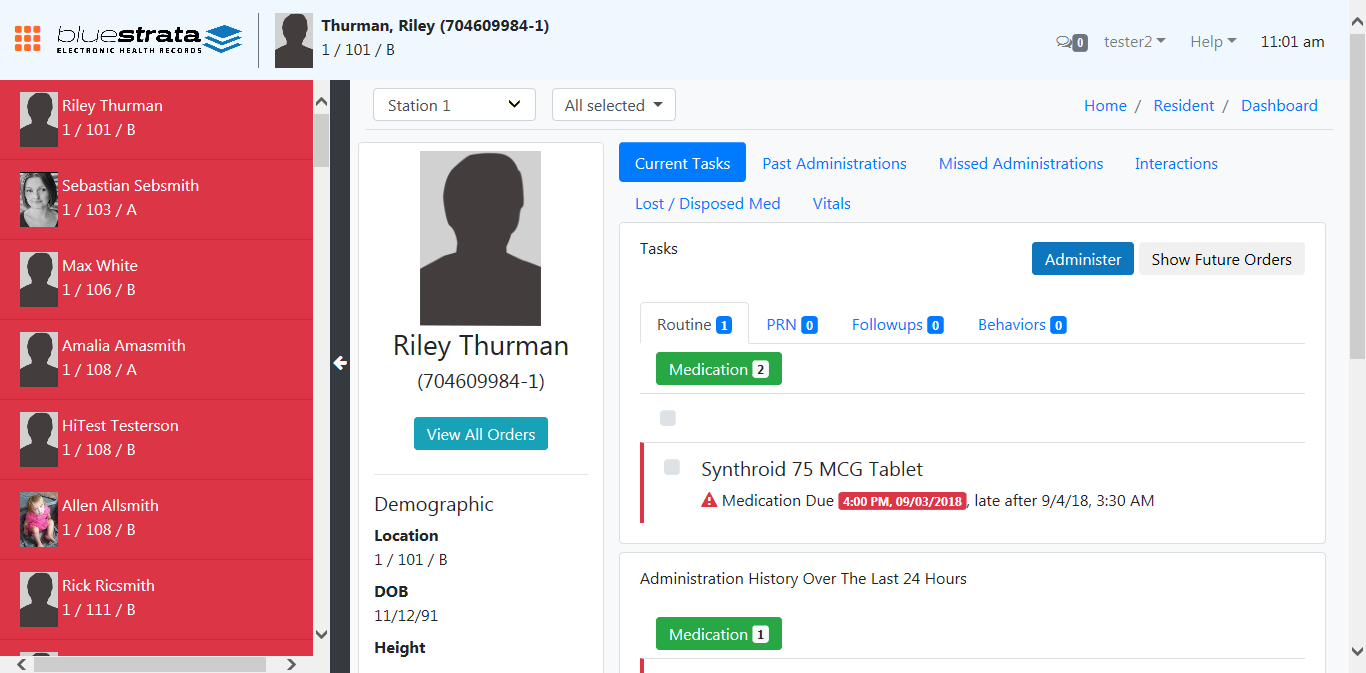 bluestrata
ELECTRONIC HEALTH RECORDS
Thurman, Riley (704609984-1)
1 / 101 / B
0
tester2
Help
11:01 am
Riley Thurman
1 / 101 / B
Sebastian Sebsmith
1 / 103 / A
Max White
1 / 106 / B
Amalia Amasmith
1 / 108 / A
HiTest Testerson
1 / 108 / B
Allen Allsmith
1 / 108 / B
Rick Ricsmith
1 / 111 / B
Station 1
All selected
Home / Resident / Dashboard
Riley Thurman
(704609984-1)
View All Orders
Demographic
Location
1 / 101 / B
DOB
11/12/91
Height
Current Tasks Past Administrations Missed Administrations Interactions
Lost / Disposed Med Vitals
Tasks
Administer Show Future Orders
Routine 1 PRN 0 Followups 0 Behaviors 0
Medication 2
Synthroid 75 MCG Tablet
Medication Due 4:00 PM, 09/03/2018, late after 9/4/18, 3:30 AM
Administration History Over The Last 24 Hours
Medication 1